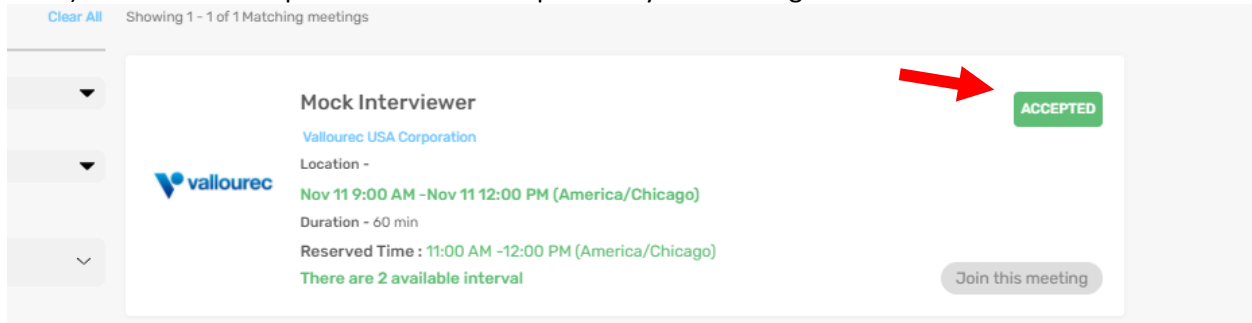 Clear All Showing 1 - 1 of 1 Matching meetings
Mock Interviewer
ACCEPTED
Vallourec USA Corporation
Location -
vallourec
Nov 11 9:00 AM -Nov 11 12:00 PM (America/Chicago)
Duration - 60 min
Reserved Time : 11:00 AM -12:00 PM (America/Chicago)
There are 2 available interval
Join this meeting